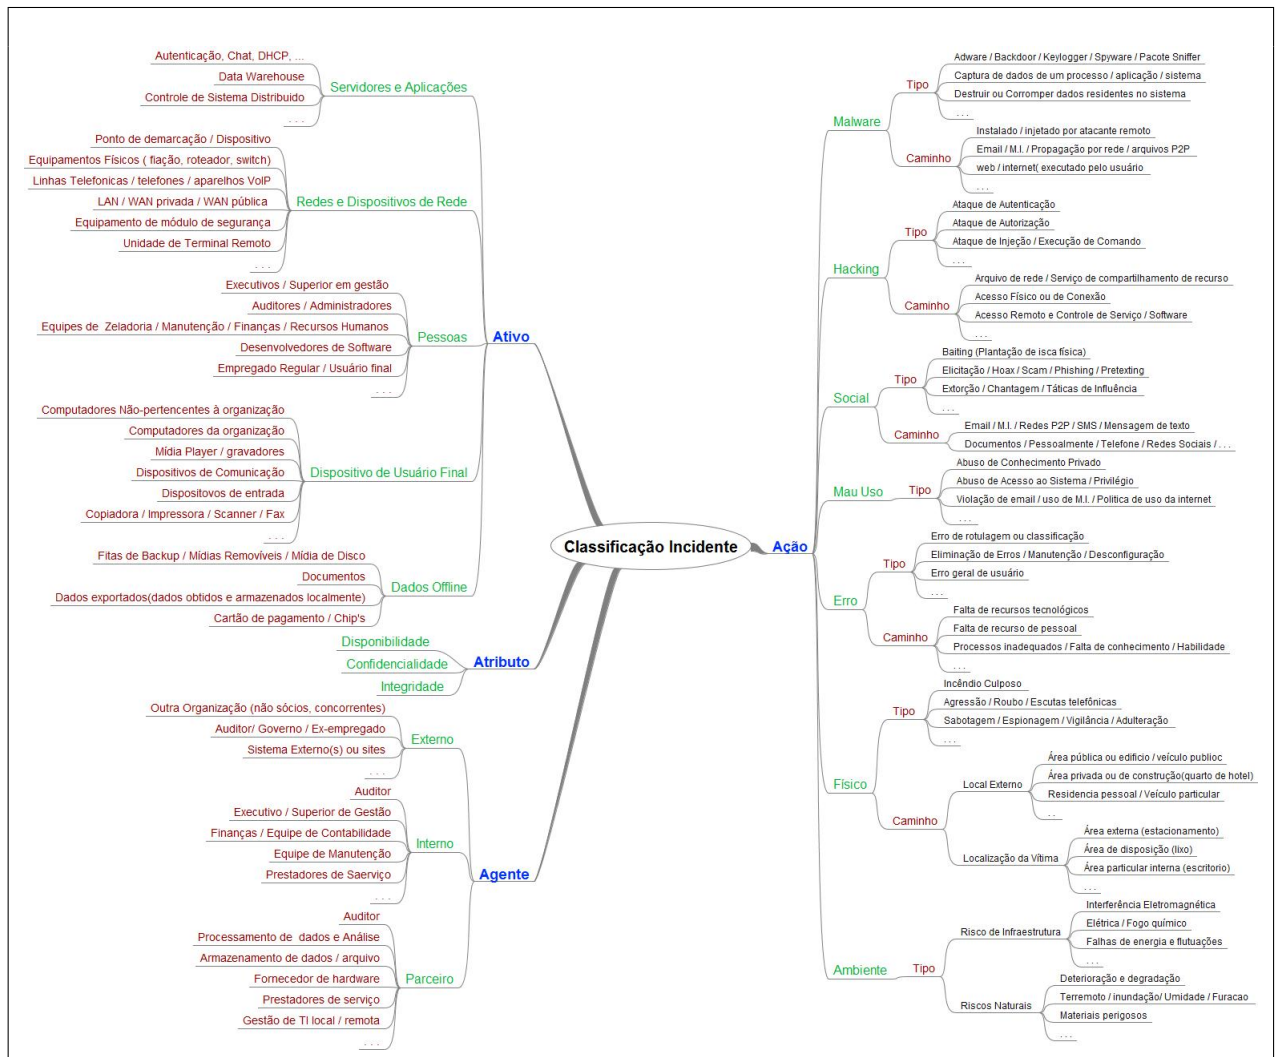 Classificação Incidente
Ativo
Servidores e Aplicações
Autenticação, Chat, DHCP, ...
Data Warehouse
Controle de Sistema Distribuido
. . .
Redes e Dispositivos de Rede
Ponto de demarcação / Dispositivo
Equipamentos Físicos ( fiação, roteador, switch)
Linhas Telefonicas / telefones / aparelhos VoIP
LAN / WAN privada / WAN pública
Equipamento de módulo de segurança
Unidade de Terminal Remoto
. . .
Pessoas
Executivos / Superior em gestão
Auditores / Administradores
Equipes de Zeladoria / Manutenção / Finanças / Recursos Humanos
Desenvolvedores de Software
Empregado Regular / Usuário final
. . .
Dispositivo de Usuário Final
Computadores Não-pertencentes à organização
Computadores da organização
Mídia Player / gravadores
Dispositivos de Comunicação
Dispositovos de entrada
Copiadora / Impressora / Scanner / Fax
. . .
Dados Offline
Fitas de Backup / Mídias Removíveis / Mídia de Disco
Documentos
Dados exportados(dados obtidos e armazenados localmente)
Cartão de pagamento / Chip's
Atributo
Disponibilidade
Confidencialidade
Integridade
Agente
Externo
Outra Organização (não sócios, concorrentes)
Auditor/ Governo / Ex-empregado
Sistema Externo(s) ou sites
. . .
Interno
Auditor
Executivo / Superior de Gestão
Finanças / Equipe de Contabilidade
Equipe de Manutenção
Prestadores de Saerviço
. . .
Parceiro
Auditor
Processamento de dados e Análise
Armazenamento de dados / arquivo
Fornecedor de hardware
Prestadores de serviço
Gestão de TI local / remota
. . .
Ação
Malware
Tipo
Adware / Backdoor / Keylogger / Spyware / Pacote Sniffer
Captura de dados de um processo / aplicação / sistema
Destruir ou Corromper dados residentes no sistema
. . .
Caminho
Instalado / injetado por atacante remoto
Email / M.I. / Propagação por rede / arquivos P2P
web / internet( executado pelo usuário
. . .
Hacking
Tipo
Ataque de Autenticação
Ataque de Autorização
Ataque de Injeção / Execução de Comando
. . .
Caminho
Arquivo de rede / Serviço de compartilhamento de recurso
Acesso Físico ou de Conexão
Acesso Remoto e Controle de Serviço / Software
. . .
Social
Tipo
Baiting (Plantação de isca física)
Elicitação / Hoax / Scam / Phishing / Pretexting
Extorção / Chantagem / Táticas de Influência
. . .
Caminho
Email / M.I. / Redes P2P / SMS / Mensagem de texto
Documentos / Pessoalmente / Telefone / Redes Sociais / . . .
Mau Uso
Tipo
Abuso de Conhecimento Privado
Abuso de Acesso ao Sistema / Privilégio
Violação de email / uso de M.I. / Politica de uso da internet
. . .
Erro
Tipo
Erro de rotulagem ou classificação
Eliminação de Erros / Manutenção / Desconfiguração
Erro geral de usuário
. . .
Caminho
Falta de recursos tecnológicos
Falta de recurso de pessoal
Processos inadequados / Falta de conhecimento / Habilidade
. . .
Físico
Tipo
Incêndio Culposo
Agressão / Roubo / Escutas telefônicas
Sabotagem / Espionagem / Vigilância / Adulteração
. . .
Caminho
Local Externo
Área pública ou edificio / veículo publioc
Área privada ou de construção(quarto de hotel)
Residencia pessoal / Veículo particular
. .
Localização da Vítima
Área externa (estacionamento)
Área de disposição (lixo)
Área particular interna (escritorio)
. . .
Ambiente
Tipo
Risco de Infraestrutura
Interferência Eletromagnética
Elétrica / Fogo químico
Falhas de energia e flutuações
. . .
Riscos Naturais
Deterioração e degradação
Terremoto / inundação/ Umidade / Furacao
Materiais perigosos
. . .